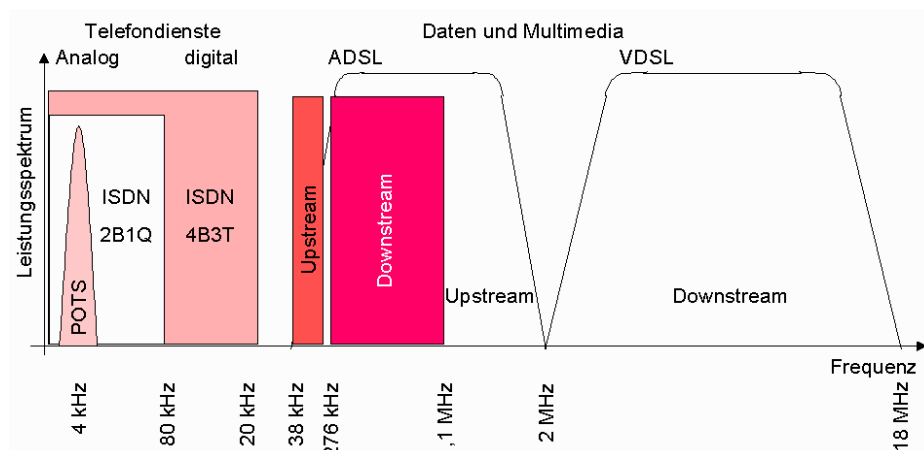 Telefondienste
Daten und Multimedia
Analog
digital
ADSL
VDSL
Leistungsspektrum
POTS
ISDN
2B1Q
ISDN
4B3T
Upstream
Downstream
Upstream
Downstream
Frequenz
4 kHz
80 kHz
20 kHz
38 kHz
276 kHz
,1 MHz
2 MHz
18 MHz